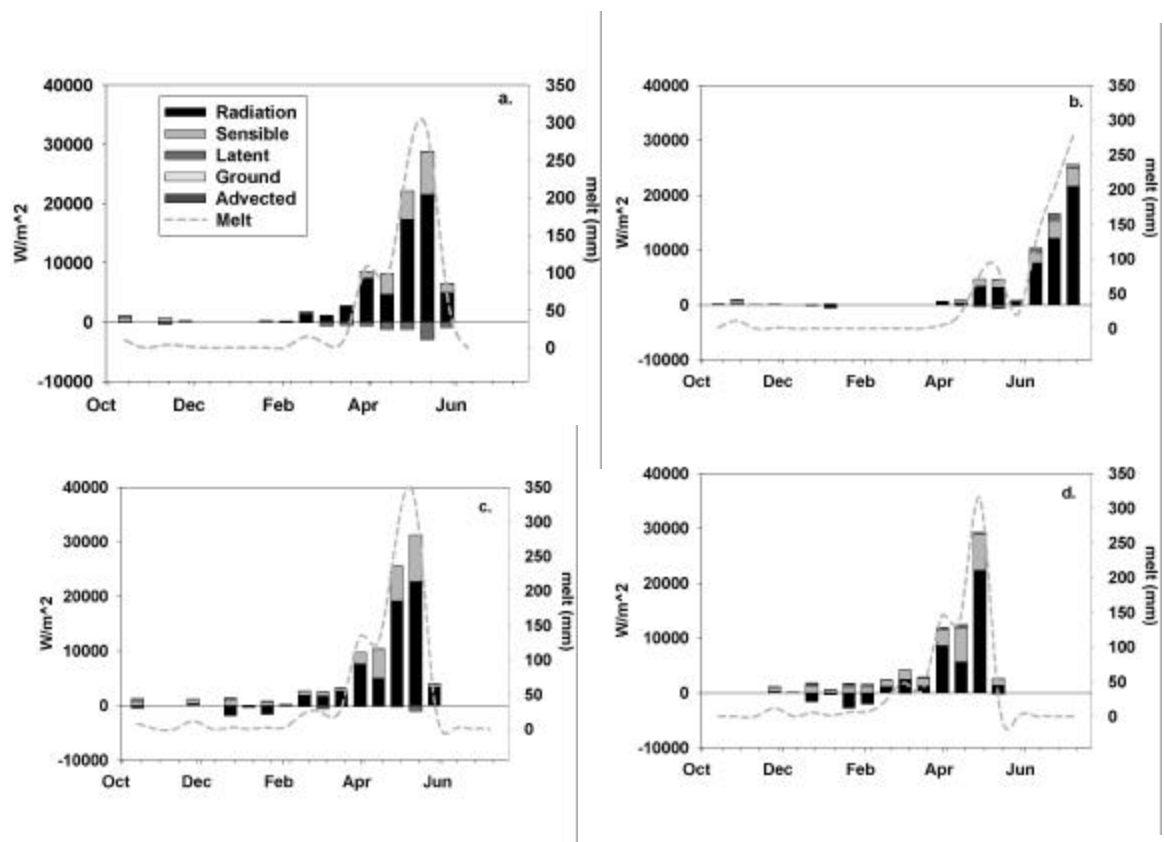 a.
40000
30000
20000
10000
0
-10000
W/m^2
Radiation
Sensible
Latent
Ground
Advected
Melt
350
300
250
200
150
100
50
0
melt (mm)
Oct Dec Feb Apr Jun
b.
40000
30000
20000
10000
0
-10000
W/m^2
350
300
250
200
150
100
50
0
melt (mm)
Oct Dec Feb Apr Jun
c.
40000
30000
20000
10000
0
-10000
W/m^2
350
300
250
200
150
100
50
0
melt (mm)
Oct Dec Feb Apr Jun
d.
40000
30000
20000
10000
0
-10000
W/m^2
350
300
250
200
150
100
50
0
melt (mm)
Oct Dec Feb Apr Jun